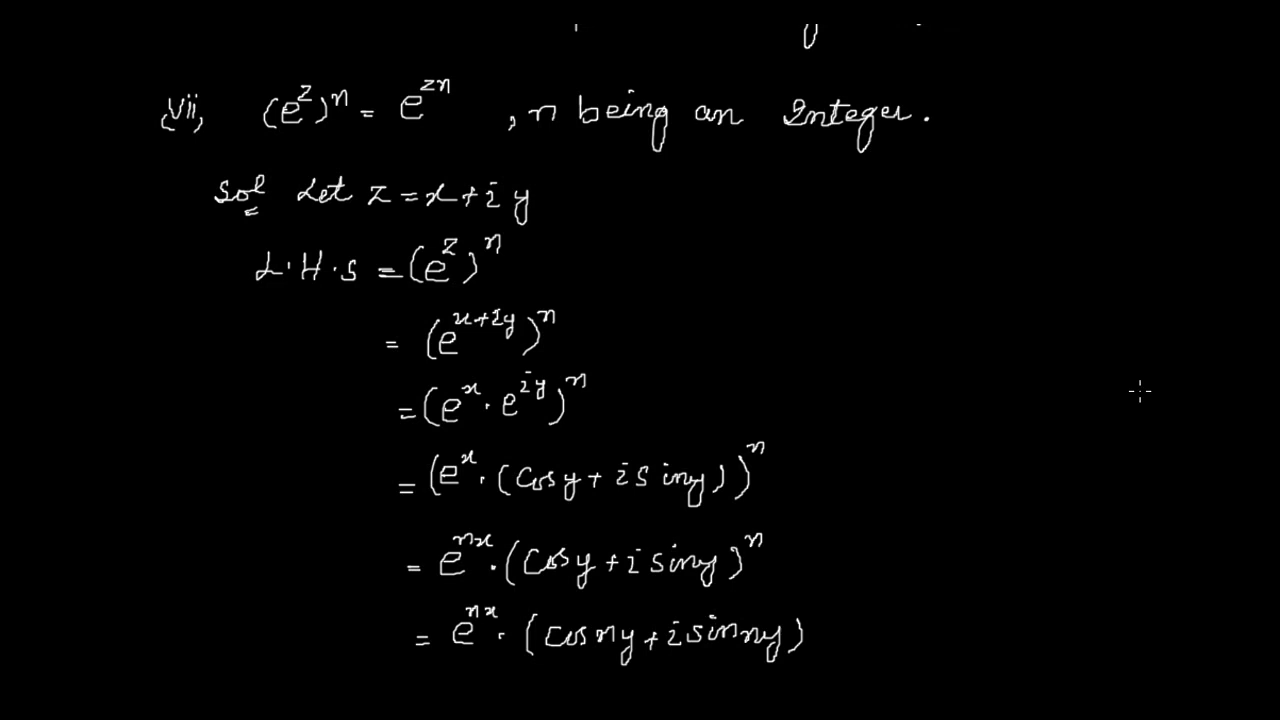 (vii) (e^z)^n = e^{zn}, n being an Integer.
Sol Let z = x + iy
L.H.S = (e^z)^n
= (e^{x+iy})^n
= (e^x · e^{iy})^n
= (e^x · (cos y + i sin y))^n
= e^{nx} · (cos y + i sin y)^n
= e^{nx} · (cos ny + i sin ny)